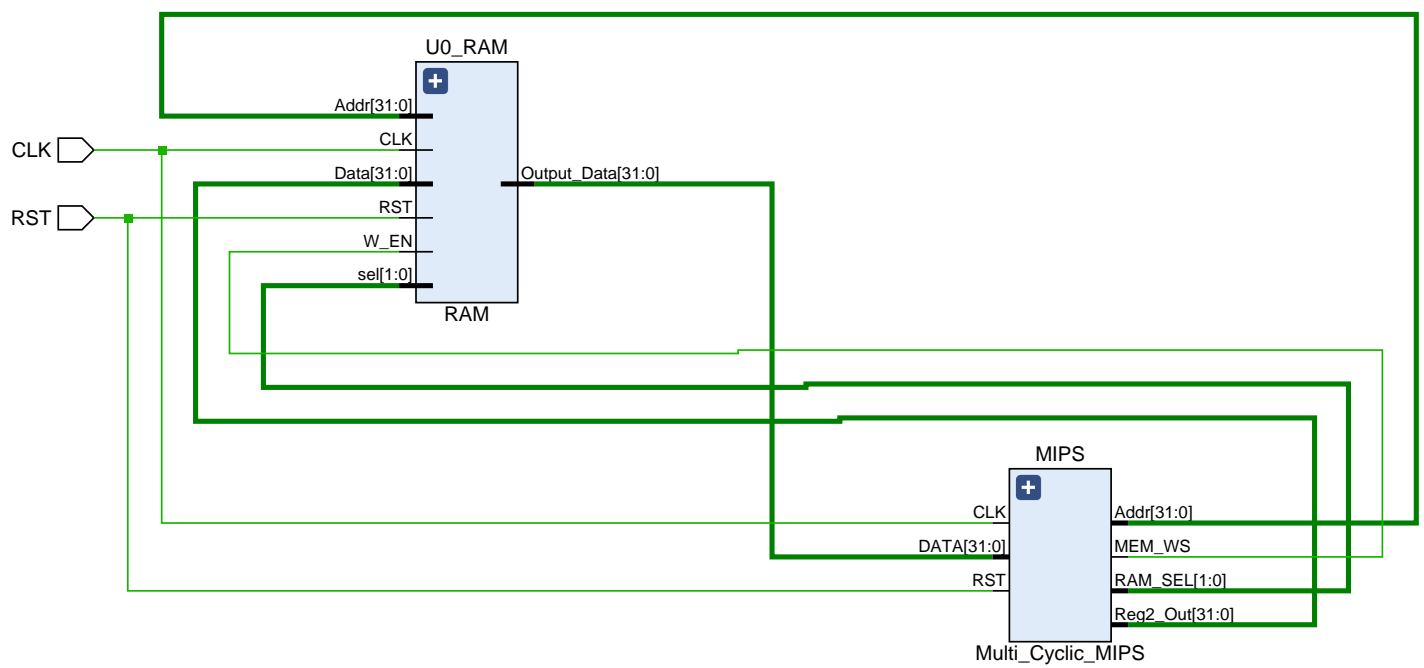 U0_RAM
Addr[31:0]
CLK
CLK
Data[31:0]
Output_Data[31:0]
RST
RST
W_EN
sel[1:0]
RAM
MIPS
CLK
Addr[31:0]
DATA[31:0]
MEM_WS
RST
RAM_SEL[1:0]
Reg2_Out[31:0]
Multi_Cyclic_MIPS